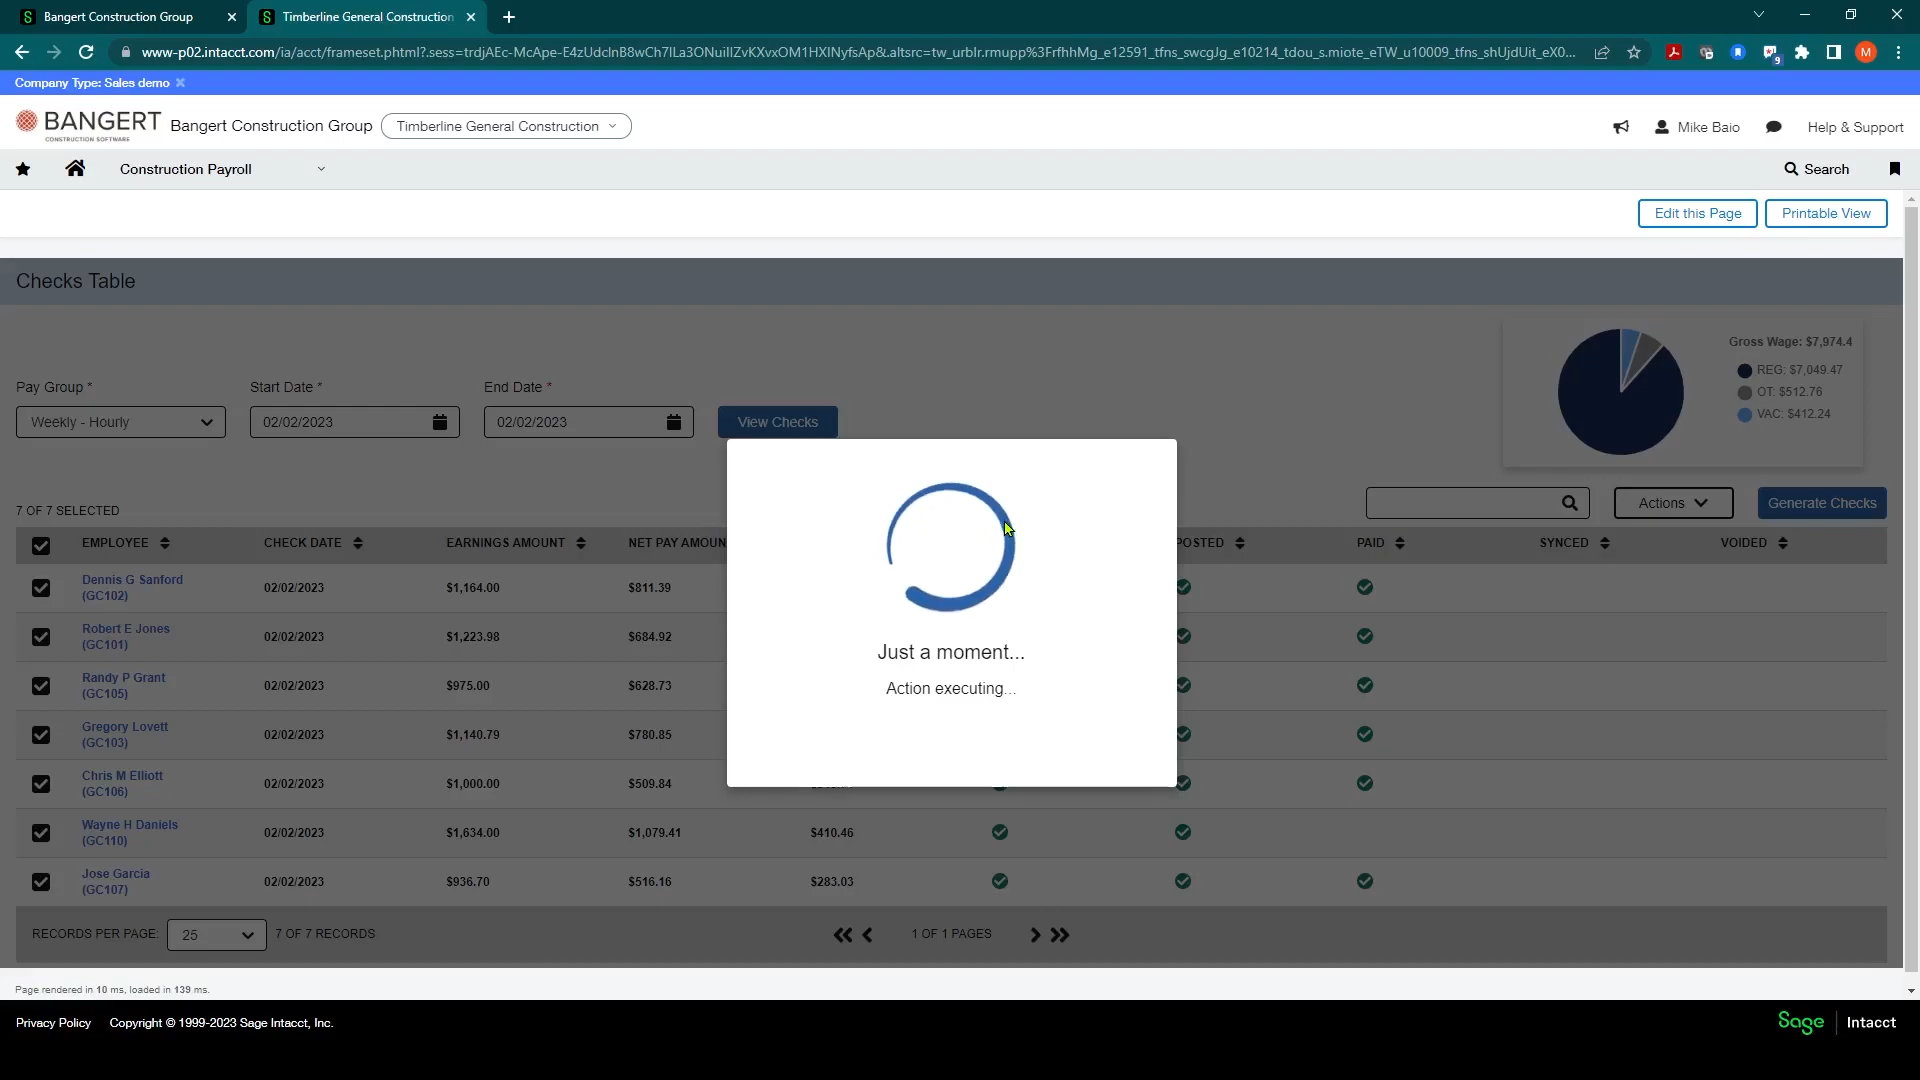 Bangert Construction Group
Timberline General Construction
www-p02.intacct.com/ia/acct/frameset.phtml?.sess=trdjAEc-McApe-E4zUdclnB8wCh7lLa3ONuilIZvKXvxOM1HXINyfsAp&.altsrc=tw_urblr.rmupp%3FrfhhMg_e12591_tfns_swcgJg_e10214_tdou_s.miote_eTW_u10009_tfns_shUjdUit_eX0...
9
M
Company Type: Sales demo
BANGERT
CONSTRUCTION SOFTWARE
Bangert Construction Group
Timberline General Construction
Mike Baio
Help & Support
Construction Payroll
Search
Edit this Page
Printable View
Checks Table
Gross Wage: $7,974.4
REG: $7,049.47
OT: $512.76
VAC: $412.24
Pay Group *
Start Date *
End Date *
Weekly - Hourly
02/02/2023
02/02/2023
View Checks
7 OF 7 SELECTED
Actions
Generate Checks
EMPLOYEE CHECK DATE EARNINGS AMOUNT NET PAY AMOUN POSTED PAID SYNCED VOIDED
Dennis G Sanford
(GC102)
02/02/2023 $1,164.00 $811.39
Robert E Jones
(GC101)
02/02/2023 $1,223.98 $684.92
Randy P Grant
(GC105)
02/02/2023 $975.00 $628.73
Gregory Lovett
(GC103)
02/02/2023 $1,140.79 $780.85
Chris M Elliott
(GC106)
02/02/2023 $1,000.00 $509.84
Wayne H Daniels
(GC110)
02/02/2023 $1,634.00 $1,079.41 $410.46
Jose Garcia
(GC107)
02/02/2023 $936.70 $516.16 $283.03
Just a moment...
Action executing...
RECORDS PER PAGE: 25 7 OF 7 RECORDS
1 OF 1 PAGES
Page rendered in 10 ms, loaded in 139 ms.
Privacy Policy
Copyright © 1999-2023 Sage Intacct, Inc.
Sage Intacct